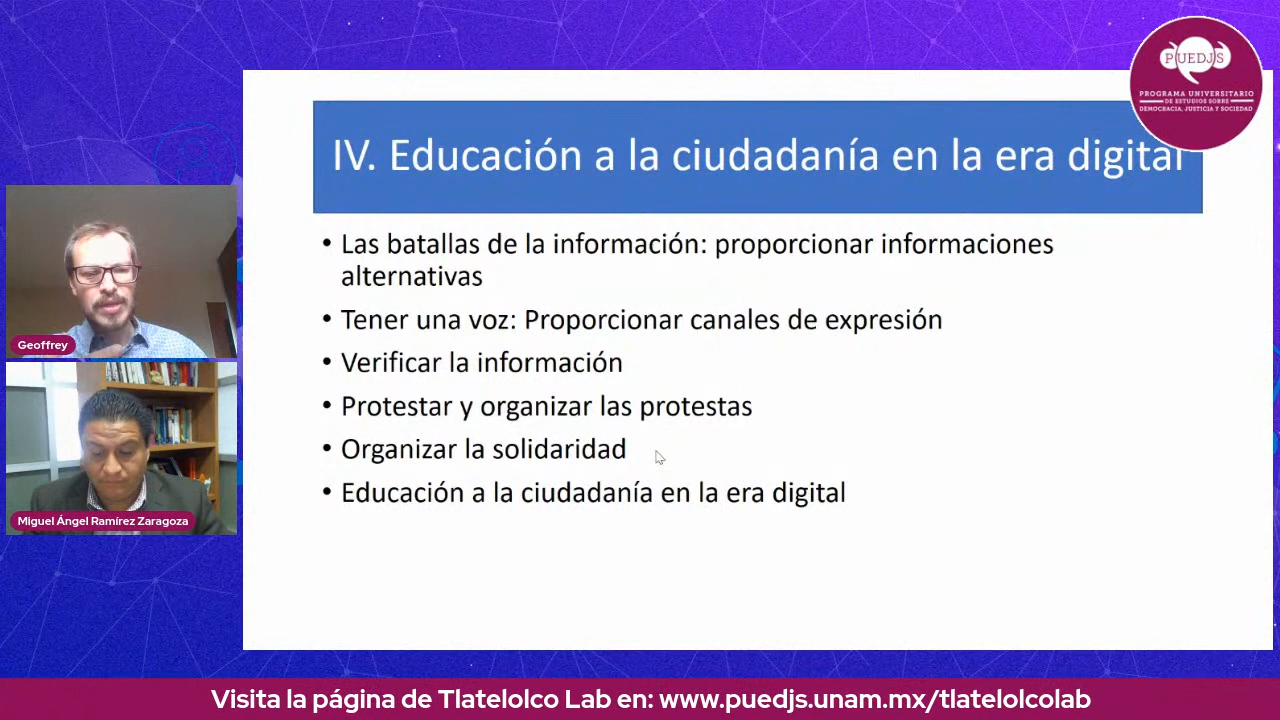 PUEDJS
PROGRAMA UNIVERSITARIO
DE ESTUDIOS SOBRE
DEMOCRACIA, JUSTICIA Y SOCIEDAD
IV. Educación a la ciudadanía en la era digital
• Las batallas de la información: proporcionar informaciones
alternativas
• Tener una voz: Proporcionar canales de expresión
• Verificar la información
• Protestar y organizar las protestas
• Organizar la solidaridad
• Educación a la ciudadanía en la era digital
Geoffrey
Miguel Ángel Ramírez Zaragoza
Visita la página de Tlatelolco Lab en: www.puedjs.unam.mx/tlatelolcolab